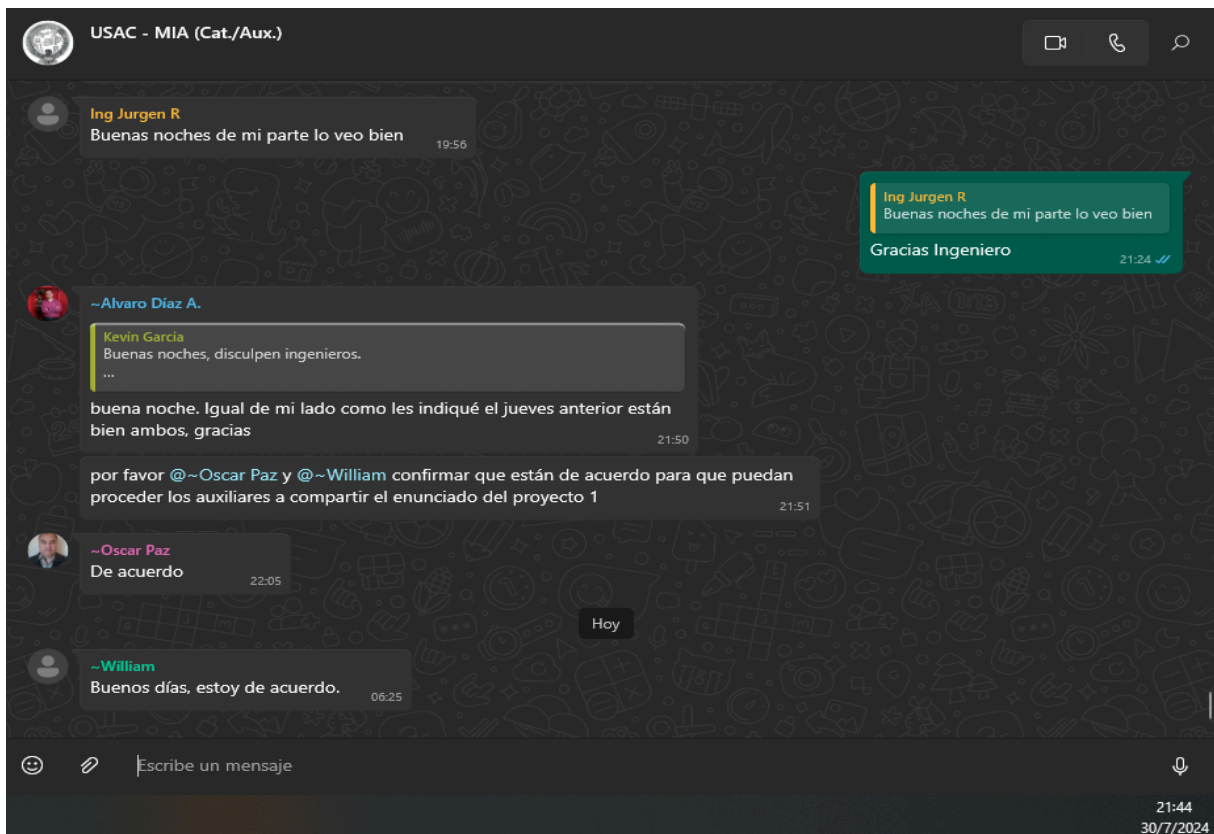 USAC - MIA (Cat./Aux.)
Ing Jurgen R
Buenas noches de mi parte lo veo bien
19:56
Ing Jurgen R
Buenas noches de mi parte lo veo bien
Gracias Ingeniero
21:24
~Alvaro Díaz A.
Kevin García
Buenas noches, disculpen ingenieros.
...
buena noche. Igual de mi lado como les indiqué el jueves anterior están
bien ambos, gracias
21:50
por favor @~Oscar Paz y @~William confirmar que están de acuerdo para que puedan
proceder los auxiliares a compartir el enunciado del proyecto 1
21:51
~Oscar Paz
De acuerdo
22:05
Hoy
~William
Buenos días, estoy de acuerdo.
06:25
Escribe un mensaje
21:44
30/7/2024